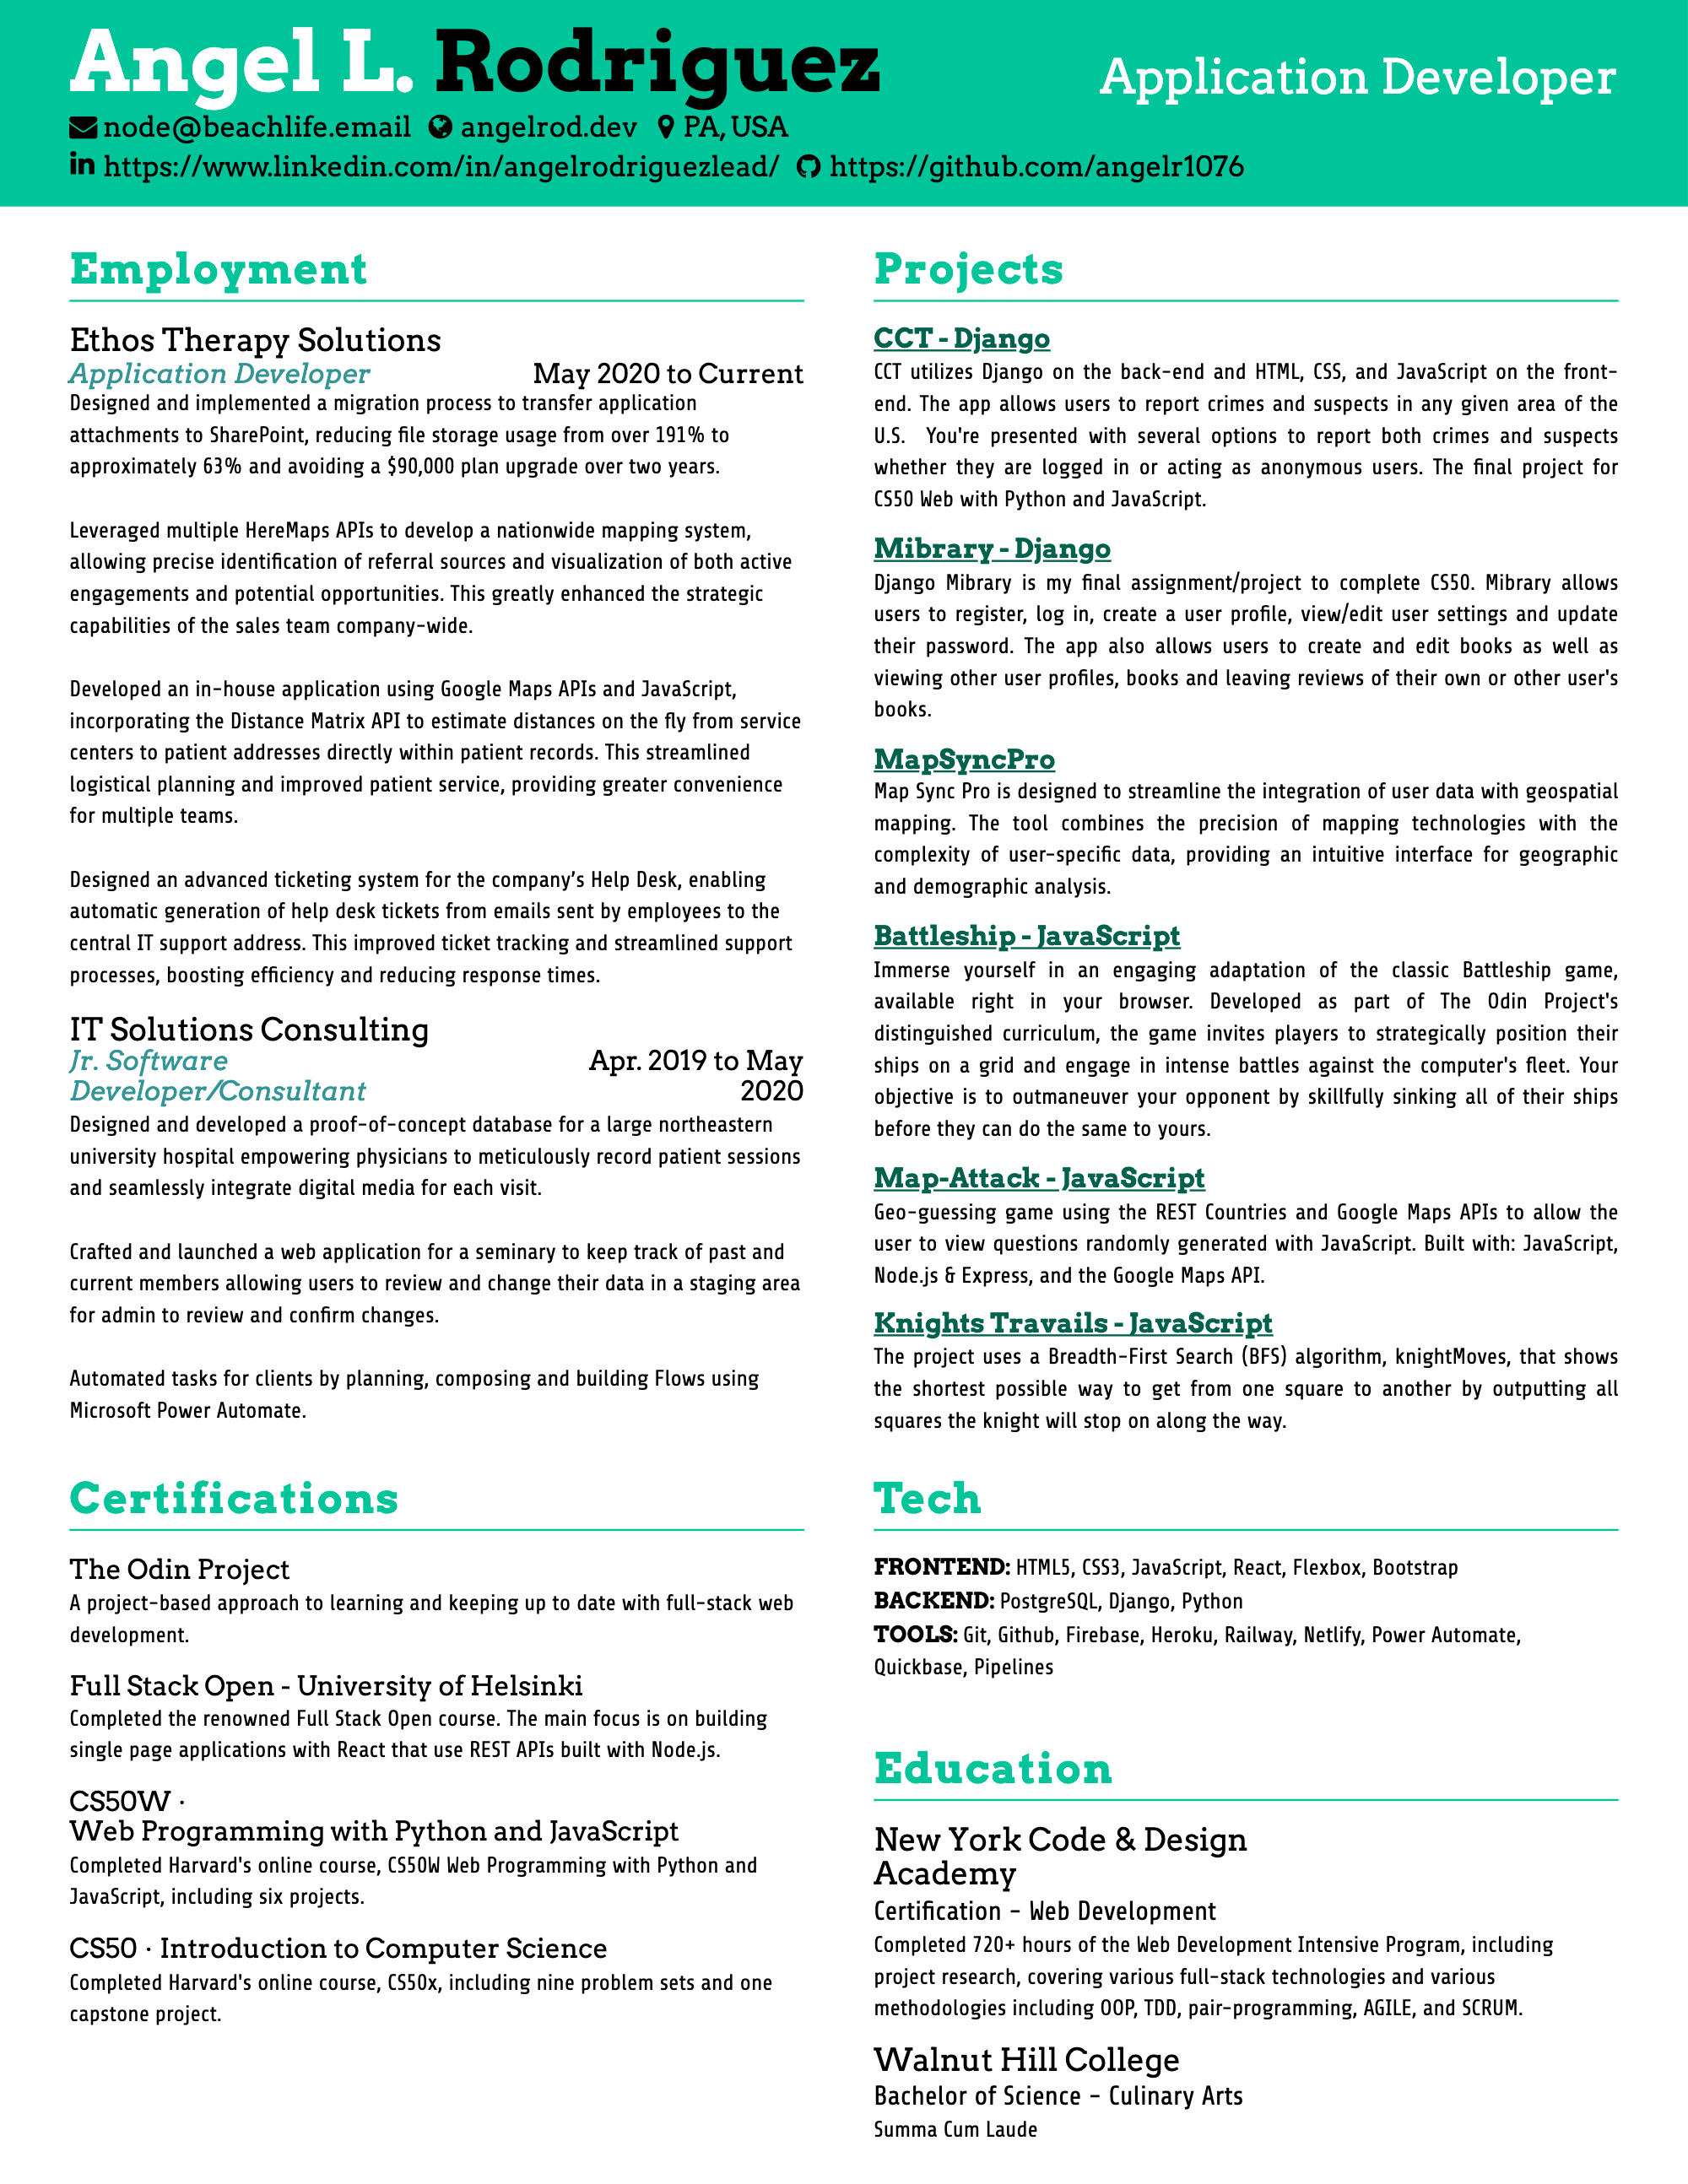 Angel L. Rodriguez
Application Developer
node@beachlife.email angelrod.dev PA, USA
https://www.linkedin.com/in/angelrodriguezlead/ https://github.com/angelr1076
Employment
Ethos Therapy Solutions
Application Developer May 2020 to Current
Designed and implemented a migration process to transfer application
attachments to SharePoint, reducing file storage usage from over 191% to
approximately 63% and avoiding a $90,000 plan upgrade over two years.
Leveraged multiple HereMaps APIs to develop a nationwide mapping system,
allowing precise identification of referral sources and visualization of both active
engagements and potential opportunities. This greatly enhanced the strategic
capabilities of the sales team company-wide.
Developed an in-house application using Google Maps APIs and JavaScript,
incorporating the Distance Matrix API to estimate distances on the fly from service
centers to patient addresses directly within patient records. This streamlined
logistical planning and improved patient service, providing greater convenience
for multiple teams.
Designed an advanced ticketing system for the company’s Help Desk, enabling
automatic generation of help desk tickets from emails sent by employees to the
central IT support address. This improved ticket tracking and streamlined support
processes, boosting efficiency and reducing response times.
IT Solutions Consulting
Jr. Software Apr. 2019 to May
Developer/Consultant 2020
Designed and developed a proof-of-concept database for a large northeastern
university hospital empowering physicians to meticulously record patient sessions
and seamlessly integrate digital media for each visit.
Crafted and launched a web application for a seminary to keep track of past and
current members allowing users to review and change their data in a staging area
for admin to review and confirm changes.
Automated tasks for clients by planning, composing and building Flows using
Microsoft Power Automate.
Certifications
The Odin Project
A project-based approach to learning and keeping up to date with full-stack web
development.
Full Stack Open - University of Helsinki
Completed the renowned Full Stack Open course. The main focus is on building
single page applications with React that use REST APIs built with Node.js.
CS50W ·
Web Programming with Python and JavaScript
Completed Harvard's online course, CS50W Web Programming with Python and
JavaScript, including six projects.
CS50 · Introduction to Computer Science
Completed Harvard's online course, CS50x, including nine problem sets and one
capstone project.
Projects
CCT - Django
CCT utilizes Django on the back-end and HTML, CSS, and JavaScript on the front-
end. The app allows users to report crimes and suspects in any given area of the
U.S. You're presented with several options to report both crimes and suspects
whether they are logged in or acting as anonymous users. The final project for
CS50 Web with Python and JavaScript.
Mibrary - Django
Django Mibrary is my final assignment/project to complete CS50. Mibrary allows
users to register, log in, create a user profile, view/edit user settings and update
their password. The app also allows users to create and edit books as well as
viewing other user profiles, books and leaving reviews of their own or other user's
books.
MapSyncPro
Map Sync Pro is designed to streamline the integration of user data with geospatial
mapping. The tool combines the precision of mapping technologies with the
complexity of user-specific data, providing an intuitive interface for geographic
and demographic analysis.
Battleship - JavaScript
Immerse yourself in an engaging adaptation of the classic Battleship game,
available right in your browser. Developed as part of The Odin Project's
distinguished curriculum, the game invites players to strategically position their
ships on a grid and engage in intense battles against the computer's fleet. Your
objective is to outmaneuver your opponent by skillfully sinking all of their ships
before they can do the same to yours.
Map-Attack - JavaScript
Geo-guessing game using the REST Countries and Google Maps APIs to allow the
user to view questions randomly generated with JavaScript. Built with: JavaScript,
Node.js & Express, and the Google Maps API.
Knights Travails - JavaScript
The project uses a Breadth-First Search (BFS) algorithm, knightMoves, that shows
the shortest possible way to get from one square to another by outputting all
squares the knight will stop on along the way.
Tech
FRONTEND: HTML5, CSS3, JavaScript, React, Flexbox, Bootstrap
BACKEND: PostgreSQL, Django, Python
TOOLS: Git, Github, Firebase, Heroku, Railway, Netlify, Power Automate,
Quickbase, Pipelines
Education
New York Code & Design
Academy
Certification - Web Development
Completed 720+ hours of the Web Development Intensive Program, including
project research, covering various full-stack technologies and various
methodologies including OOP, TDD, pair-programming, AGILE, and SCRUM.
Walnut Hill College
Bachelor of Science - Culinary Arts
Summa Cum Laude